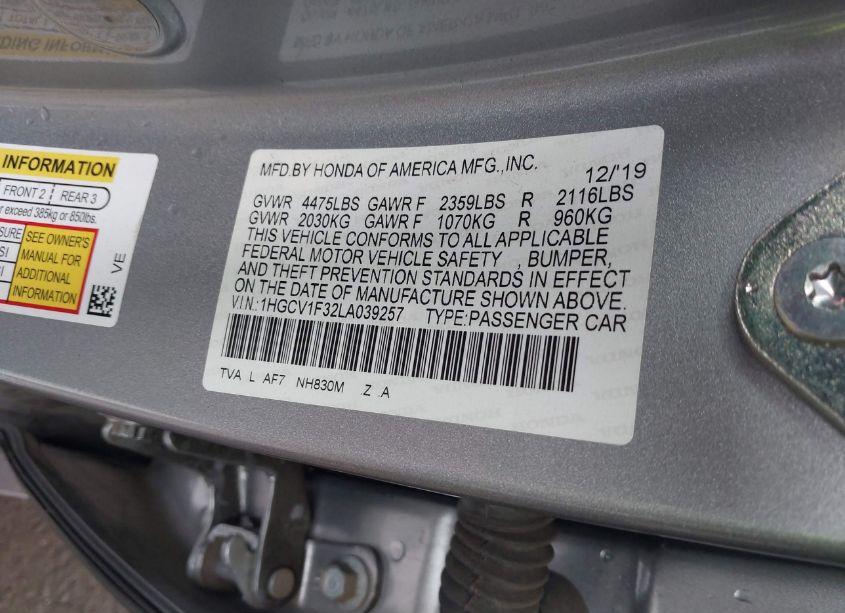 INFORMATION
FRONT 2 REAR 3
exceed 385kg or 850lbs.
SEE OWNER'S
MANUAL FOR
ADDITIONAL
INFORMATION
VE
MFD.BY HONDA OF AMERICA MFG.,INC. 12/'19
GVWR 4475LBS GAWR F 2359LBS R 2116LBS
GVWR 2030KG GAWR F 1070KG R 960KG
THIS VEHICLE CONFORMS TO ALL APPLICABLE
FEDERAL MOTOR VEHICLE SAFETY , BUMPER,
AND THEFT PREVENTION STANDARDS IN EFFECT
ON THE DATE OF MANUFACTURE SHOWN ABOVE.
V.I.N.:1HGCV1F32LA039257 TYPE:PASSENGER CAR
TVA L AF7 NH830M Z .A